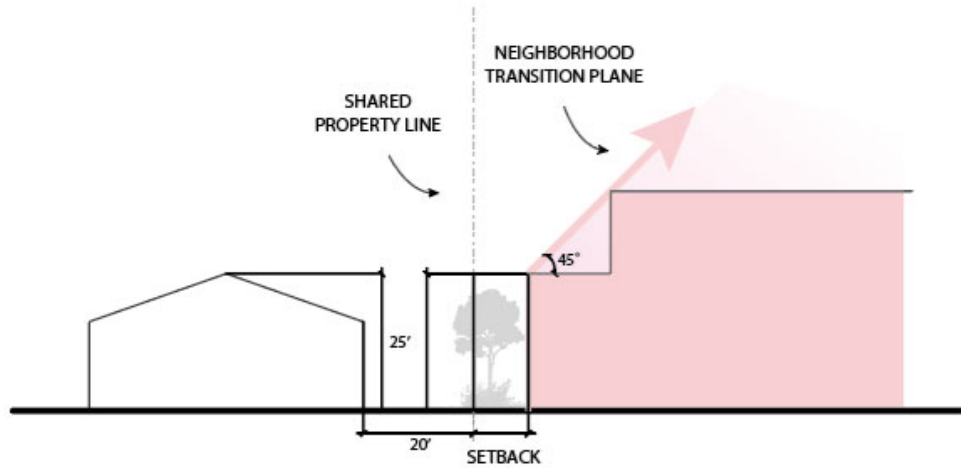 NEIGHBORHOOD
TRANSITION PLANE
SHARED
PROPERTY LINE
45°
25'
20'
SETBACK